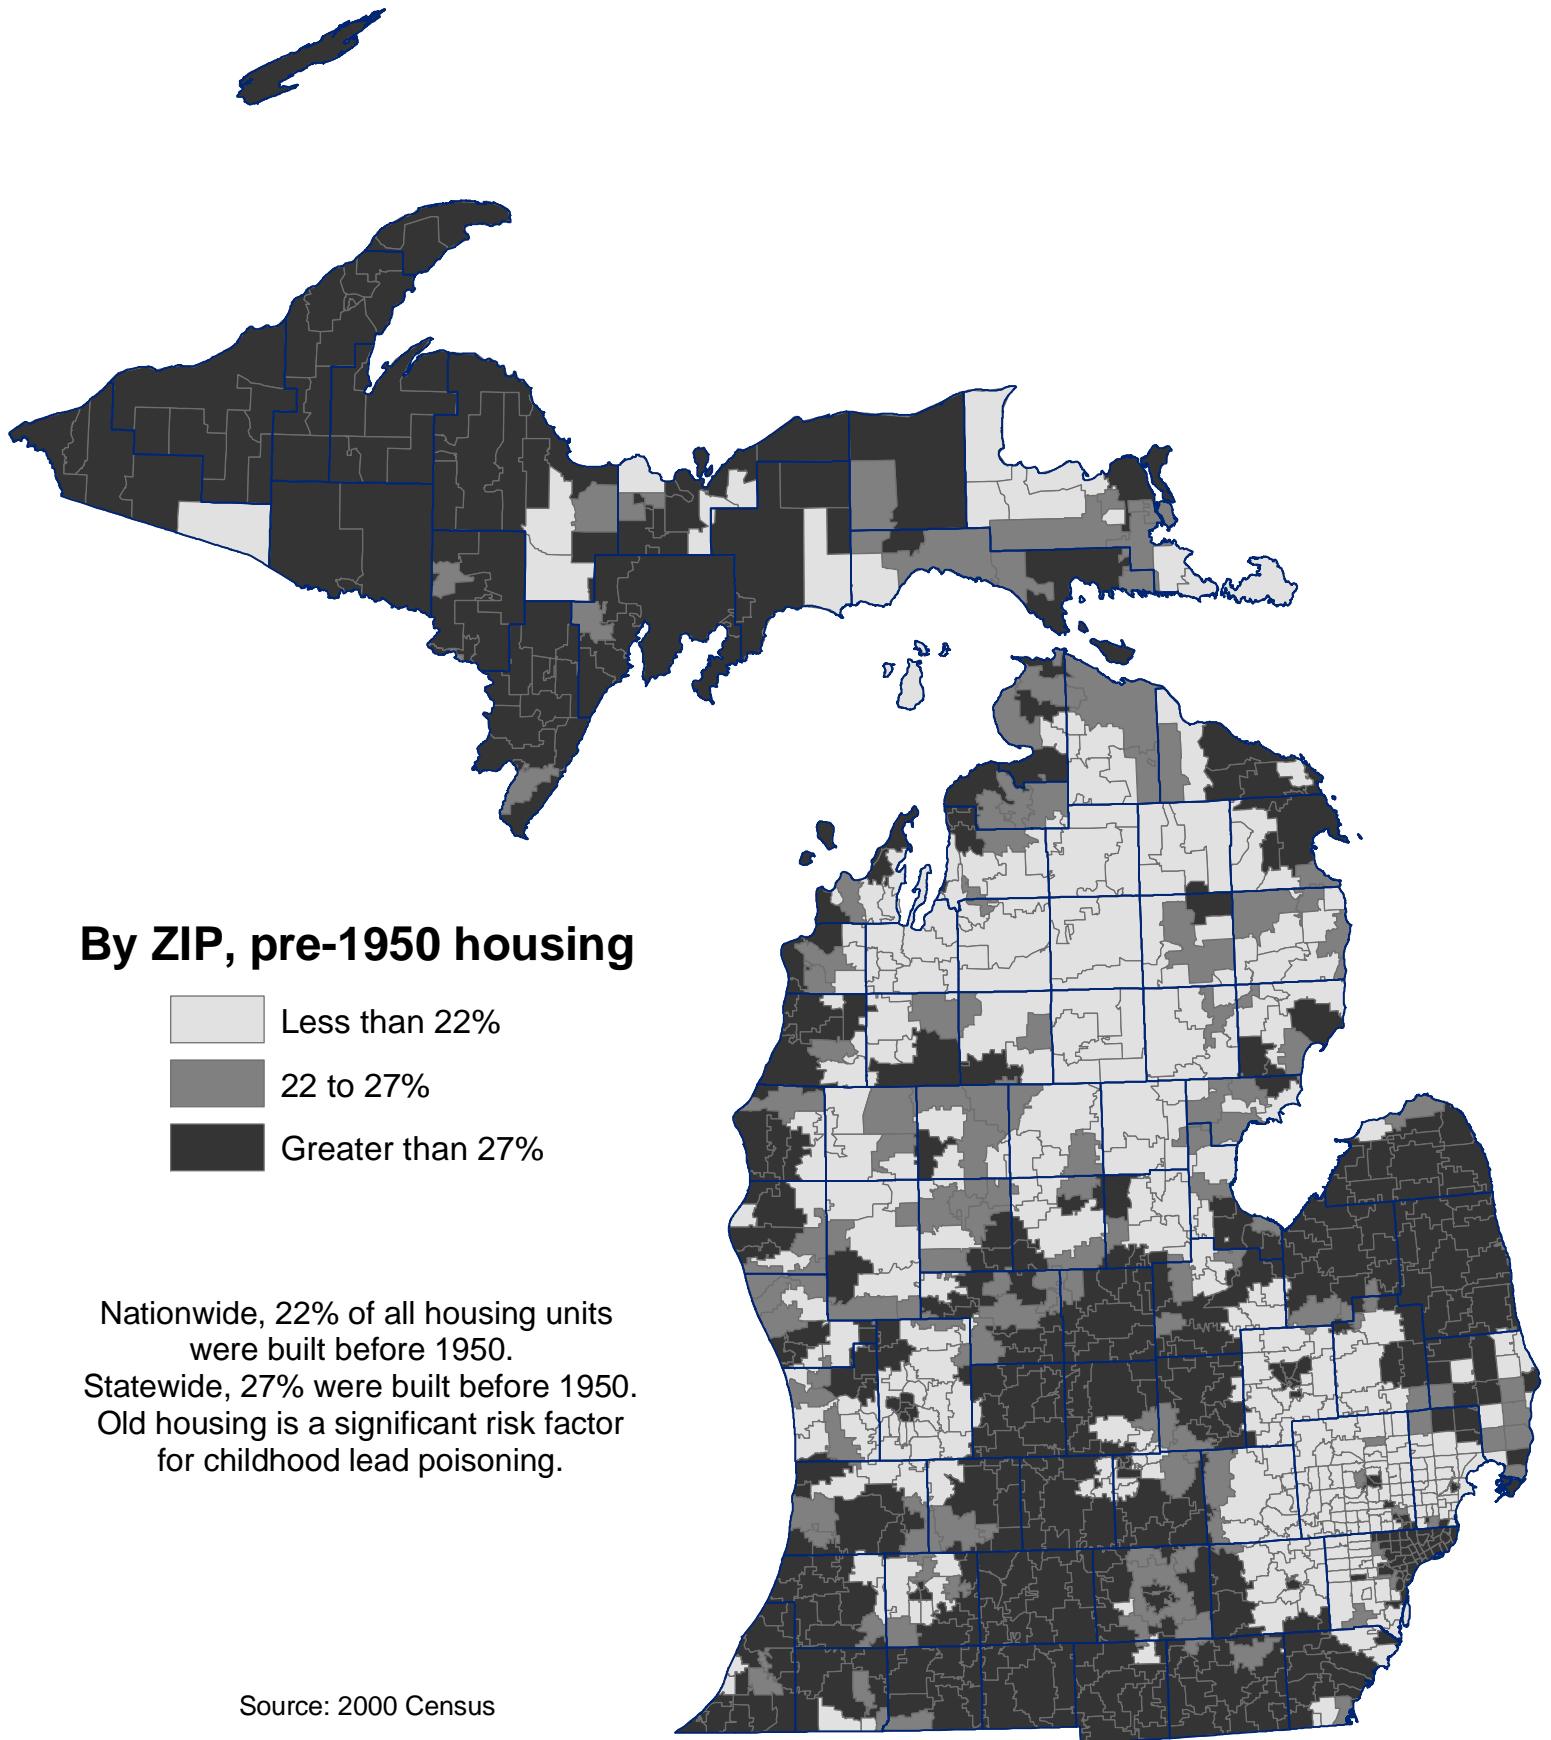 By ZIP, pre-1950 housing
Less than 22%
22 to 27%
Greater than 27%
Nationwide, 22% of all housing units
were built before 1950.
Statewide, 27% were built before 1950.
Old housing is a significant risk factor
for childhood lead poisoning.
Source: 2000 Census